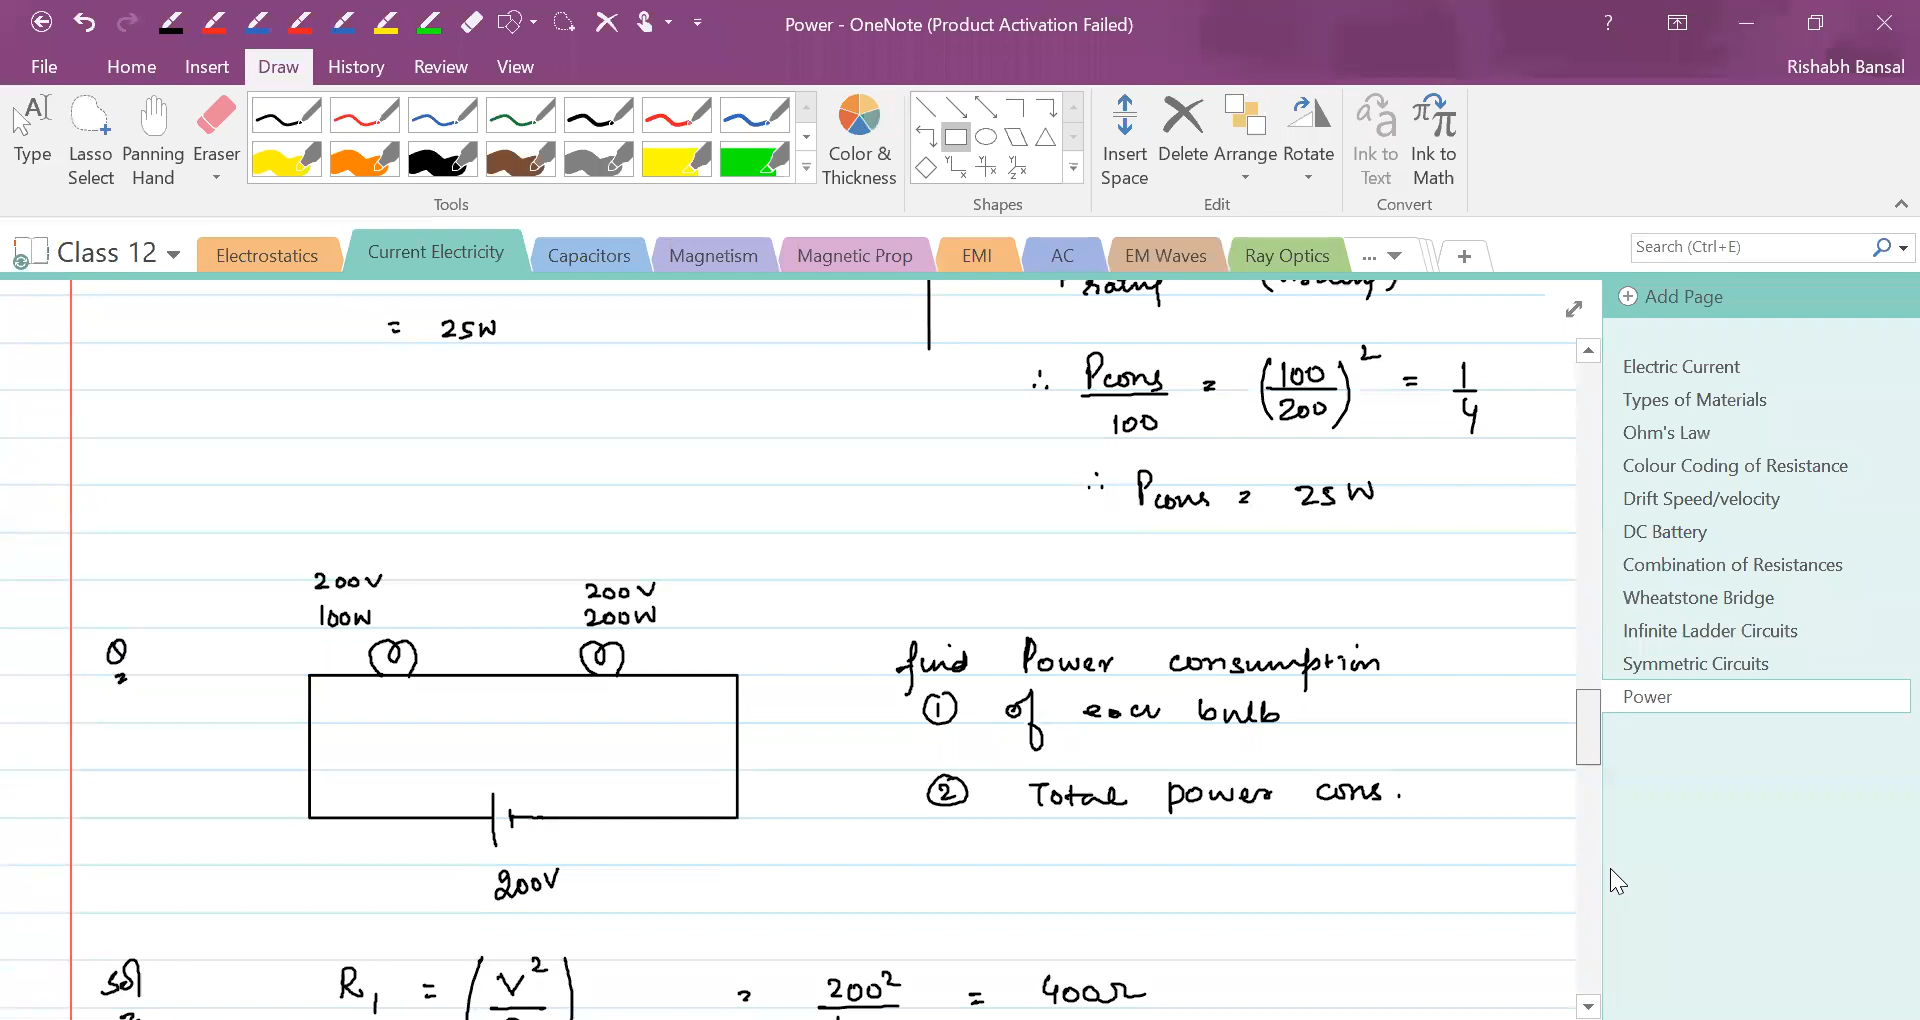 Power - OneNote (Product Activation Failed)
?
File Home Insert Draw History Review View Rishabh Bansal
Type Lasso Select Panning Hand Eraser Color & Thickness Insert Space Delete Arrange Rotate Ink to Text Ink to Math
Tools Shapes Edit Convert
Class 12 Electrostatics Current Electricity Capacitors Magnetism Magnetic Prop EMI AC EM Waves Ray Optics ... + Search (Ctrl+E)
Add Page
Electric Current
Types of Materials
Ohm's Law
Colour Coding of Resistance
Drift Speed/velocity
DC Battery
Combination of Resistances
Wheatstone Bridge
Infinite Ladder Circuits
Symmetric Circuits
Power
= 25W
∴ Pcons / 100 = (100/200)² = 1/4
∴ Pcons = 25W
200V 200V
100W 200W
Q
find Power consumption
① of each bulb
② Total power cons.
200V
sol R₁ = (V² = 200² = 400Ω